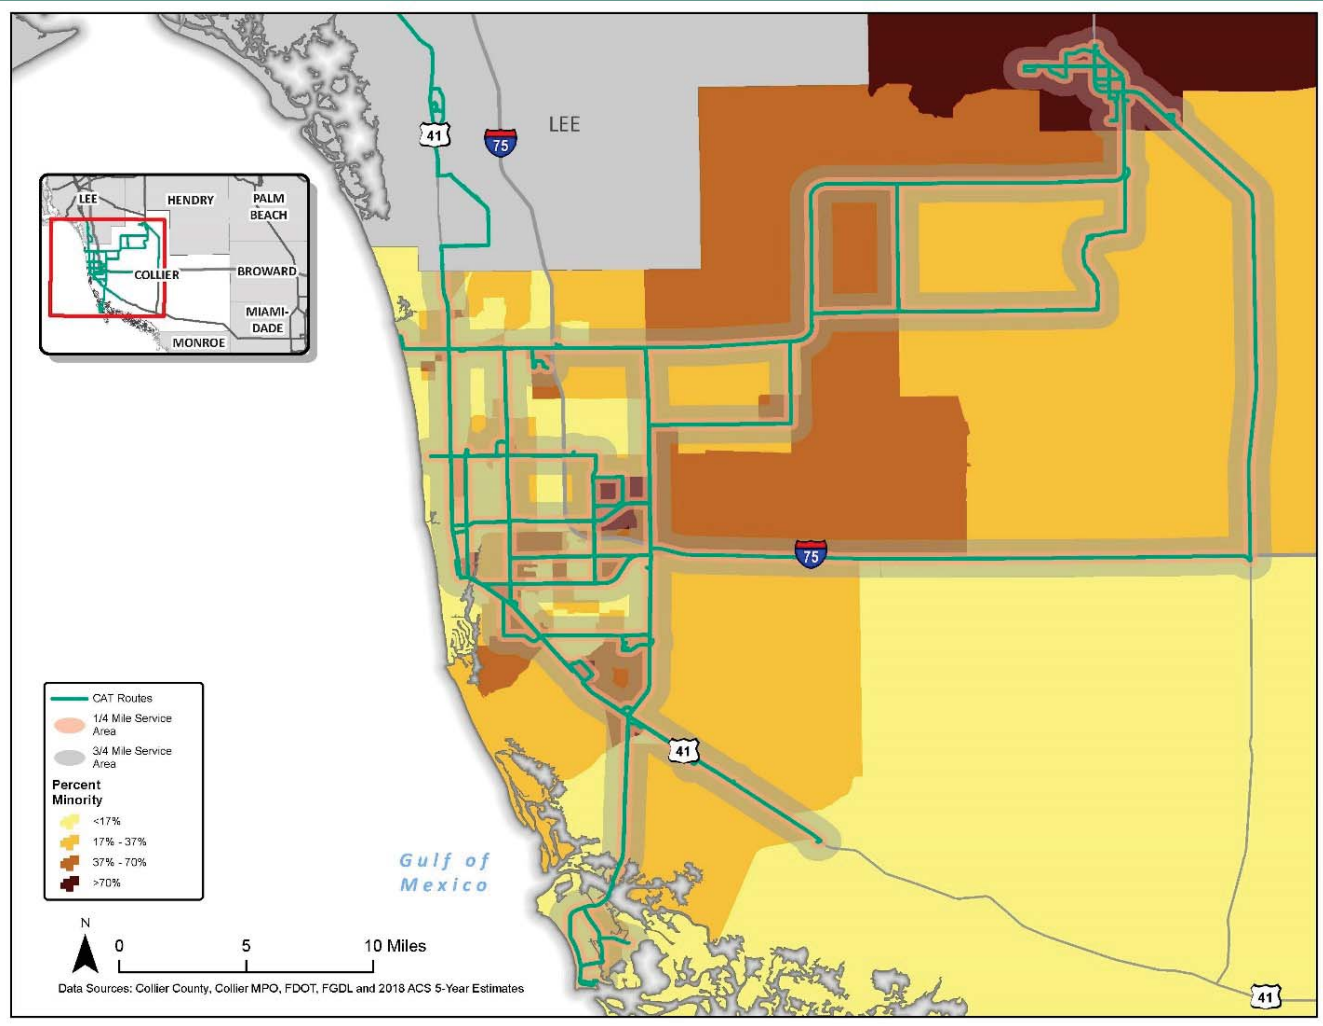 41
75
LEE
LEE
HENDRY
PALM
BEACH
COLLIER
BROWARD
MIAMI-
DADE
MONROE
75
41
CAT Routes
1/4 Mile Service
Area
3/4 Mile Service
Area
Percent
Minority
<17%
17% - 37%
37% - 70%
>70%
Gulf of
Mexico
N
0 5 10 Miles
Data Sources: Collier County, Collier MPO, FDOT, FGDL and 2018 ACS 5-Year Estimates
41